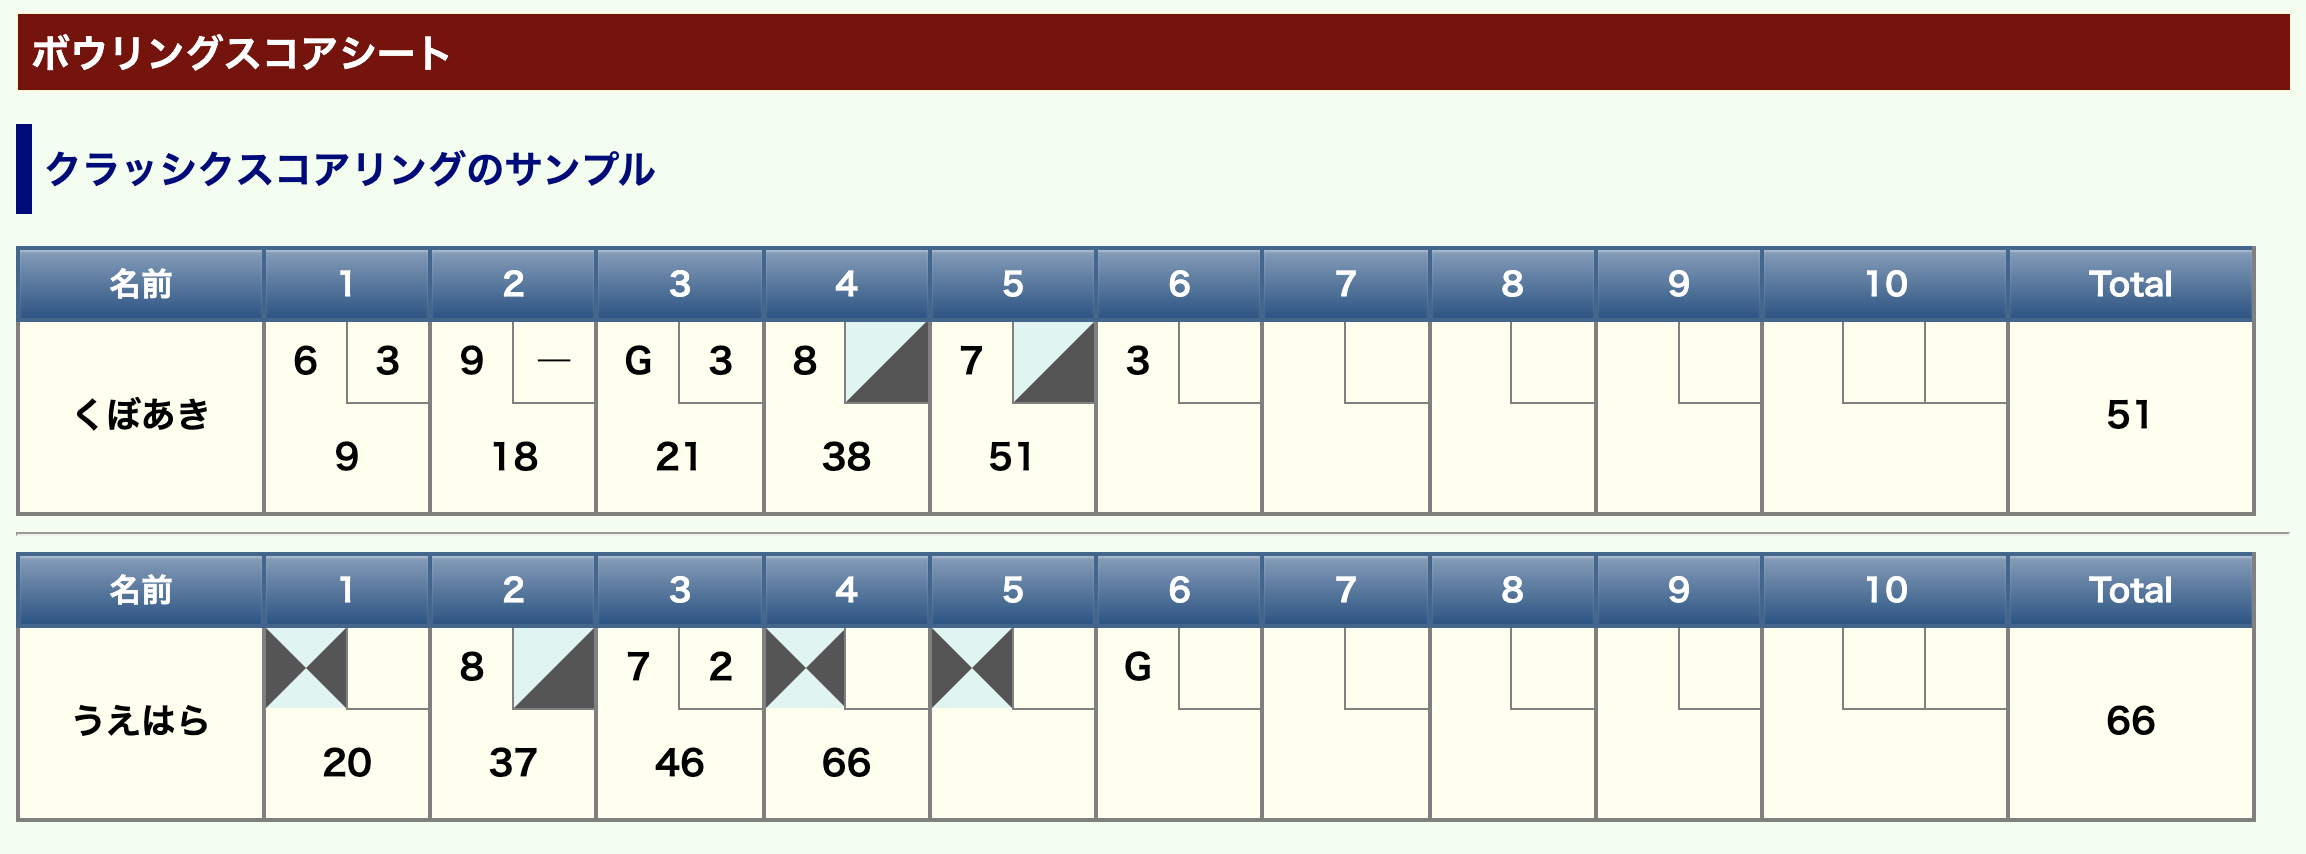 ボウリングスコアシート
クラッシクスコアリングのサンプル
名前 1 2 3 4 5 6 7 8 9 10 Total
6 3 9 — G 3 8 7 3
くぼあき 51
9 18 21 38 51
名前 1 2 3 4 5 6 7 8 9 10 Total
8 7 2 G
うえはら 66
20 37 46 66